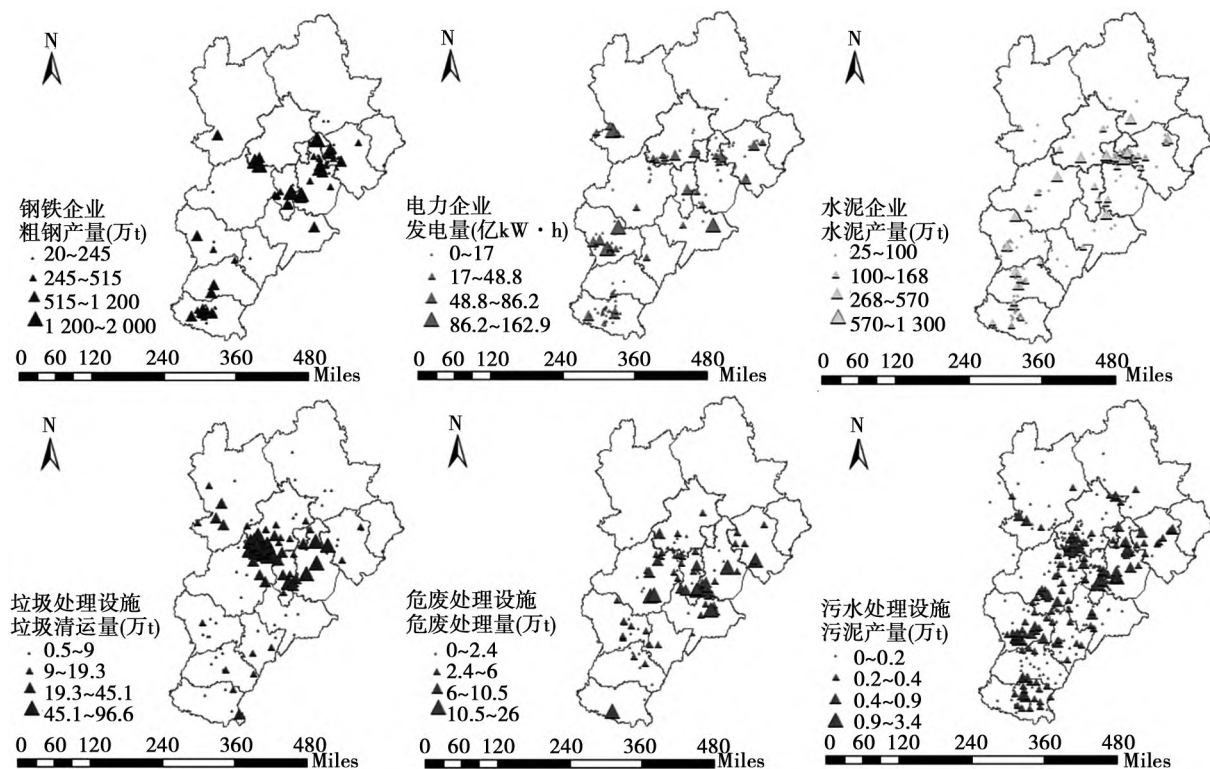 N
钢铁企业
粗钢产量(万t)
20~245
245~515
515~1 200
1 200~2 000
0 60 120 240 360 480
Miles
N
电力企业
发电量(亿kW·h)
0~17
17~48.8
48.8~86.2
86.2~162.9
0 60 120 240 360 480
Miles
N
水泥企业
水泥产量(万t)
25~100
100~168
268~570
570~1 300
0 60 120 240 360 480
Miles
N
垃圾处理设施
垃圾清运量(万t)
0.5~9
9~19.3
19.3~45.1
45.1~96.6
0 60 120 240 360 480
Miles
N
危废处理设施
危废处理量(万t)
0~2.4
2.4~6
6~10.5
10.5~26
0 60 120 240 360 480
Miles
N
污水处理设施
污泥产量(万t)
0~0.2
0.2~0.4
0.4~0.9
0.9~3.4
0 60 120 240 360 480
Miles